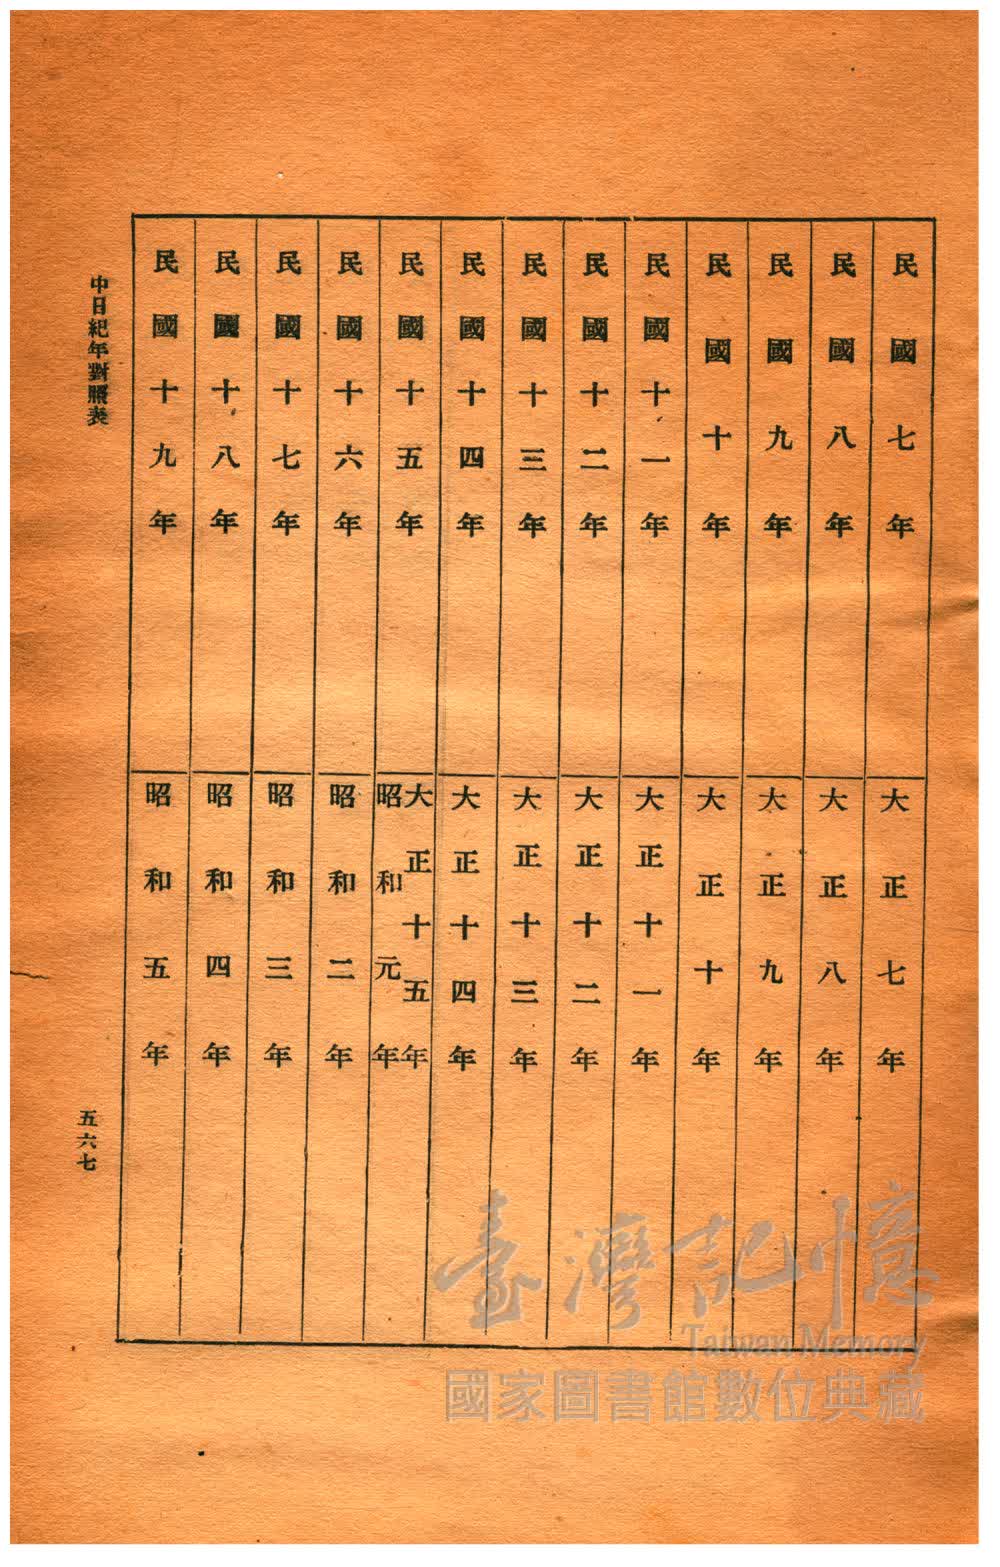 民國七年
大正七年
民國八年
大正八年
民國九年
大正九年
民國十年
大正十年
民國十一年
大正十一年
民國十二年
大正十二年
民國十三年
大正十三年
民國十四年
大正十四年
民國十五年
大正十五年
昭和元年
民國十六年
昭和二年
民國十七年
昭和三年
民國十八年
昭和四年
民國十九年
昭和五年
中日紀年對照表
五六七
臺灣記憶
Taiwan Memory
國家圖書館數位典藏